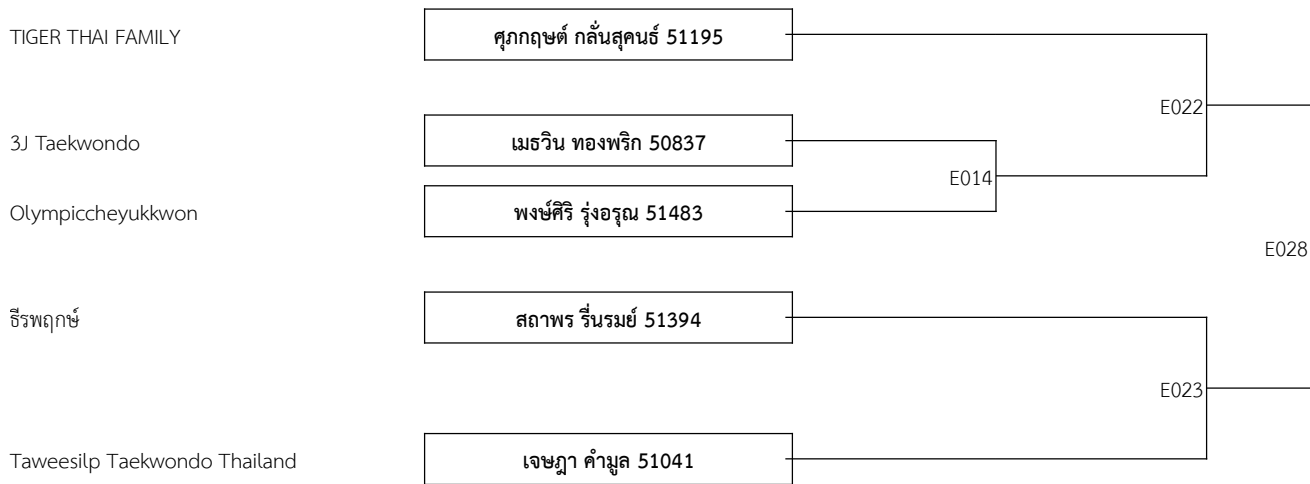 TIGER THAI FAMILY
ศุภกฤษต์ กลั่นสุคนธ์ 51195
E022
3J Taekwondo
เมธวิน ทองพริก 50837
E014
Olympiccheyukkwon
พงษ์ศิริ รุ่งอรุณ 51483
E028
ธีรพฤกษ์
สถาพร รื่นรมย์ 51394
E023
Taweesilp Taekwondo Thailand
เจษฎา คำมูล 51041